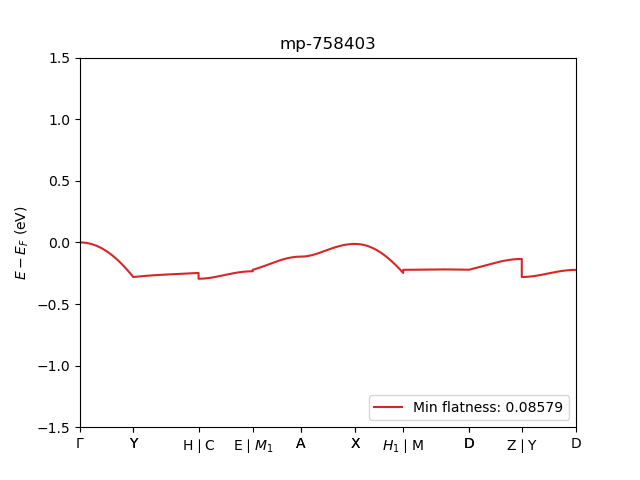 mp-758403
1.5
1.0
0.5
0.0
−0.5
−1.0
−1.5
E − E_F (eV)
Min flatness: 0.08579
Γ Y H | C E | M_1 A X H_1 | M D Z | Y D